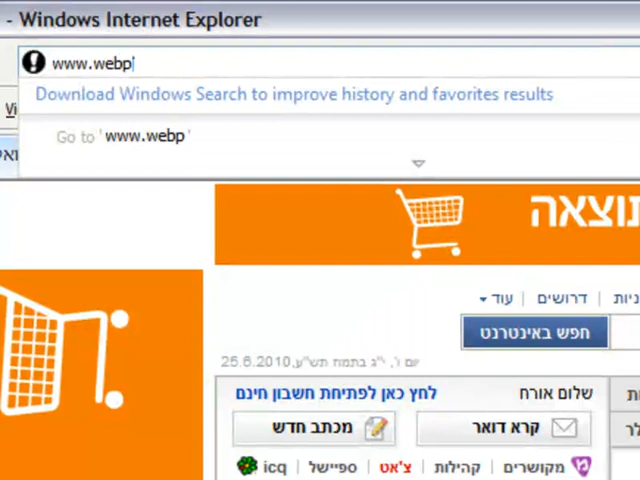 - Windows Internet Explorer
www.webp
Download Windows Search to improve history and favorites results
Go to 'www.webp'
תוצאה
דרושים | עוד
חפש באינטרנט
יום ו', י"ג בתמוז תש"ע, 25.6.2010
שלום אורח
לחץ כאן לפתיחת חשבון חינם
קרא דואר
מכתב חדש
מקושרים | קהילות | צ'אט | ספיישל | icq